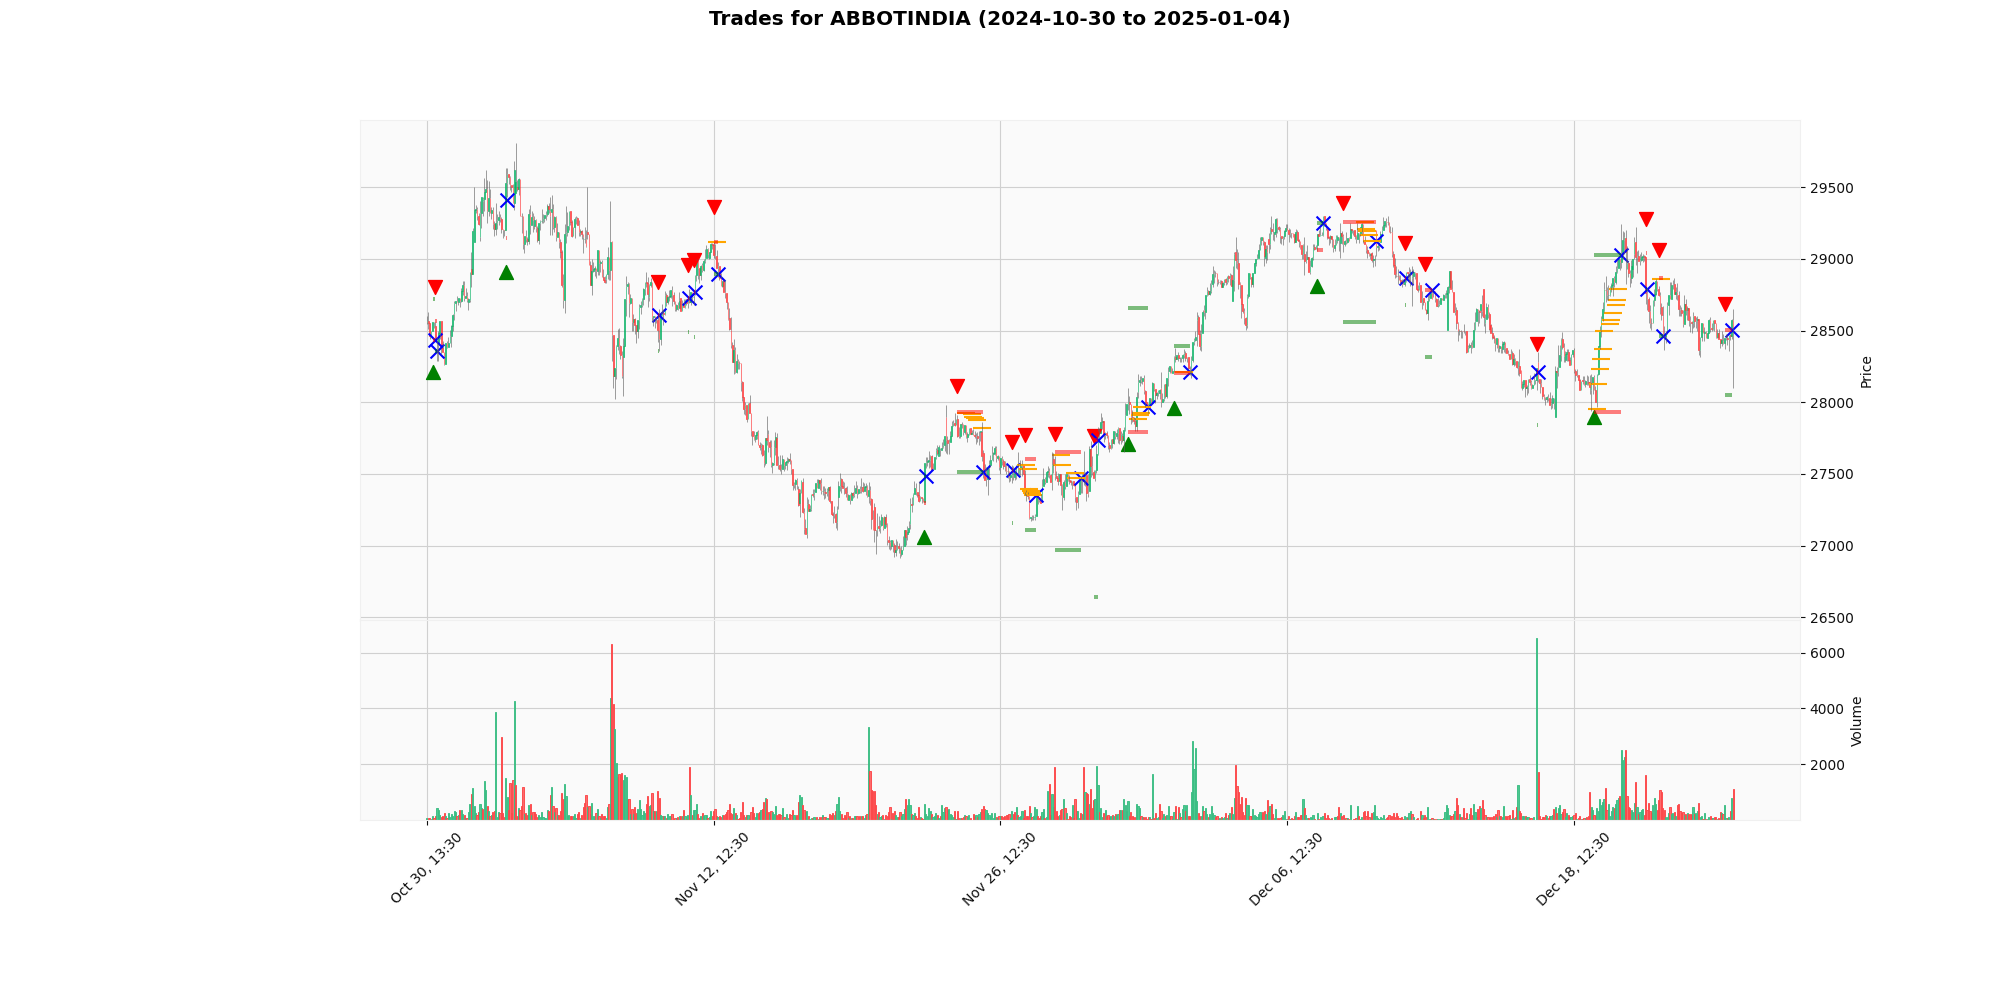 Trades for ABBOTINDIA (2024-10-30 to 2025-01-04)
29500
29000
28500
28000
27500
27000
26500
Price
6000
4000
2000
Volume
Oct 30, 13:30
Nov 12, 12:30
Nov 26, 12:30
Dec 06, 12:30
Dec 18, 12:30